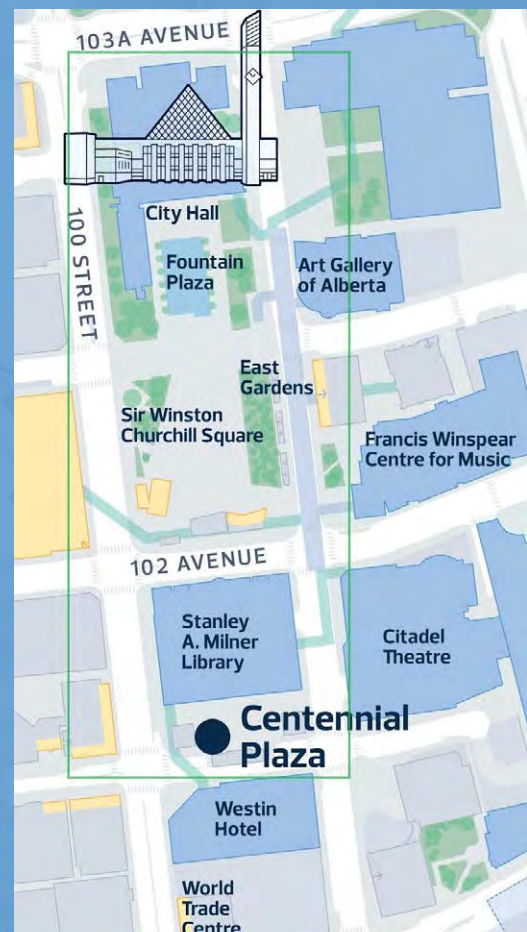 103A AVENUE
100 STREET
City Hall
Fountain
Plaza
Art Gallery
of Alberta
East
Gardens
Sir Winston
Churchill Square
Francis Winspear
Centre for Music
102 AVENUE
Stanley
A. Milner
Library
Citadel
Theatre
Centennial
Plaza
Westin
Hotel
World
Trade
Centre